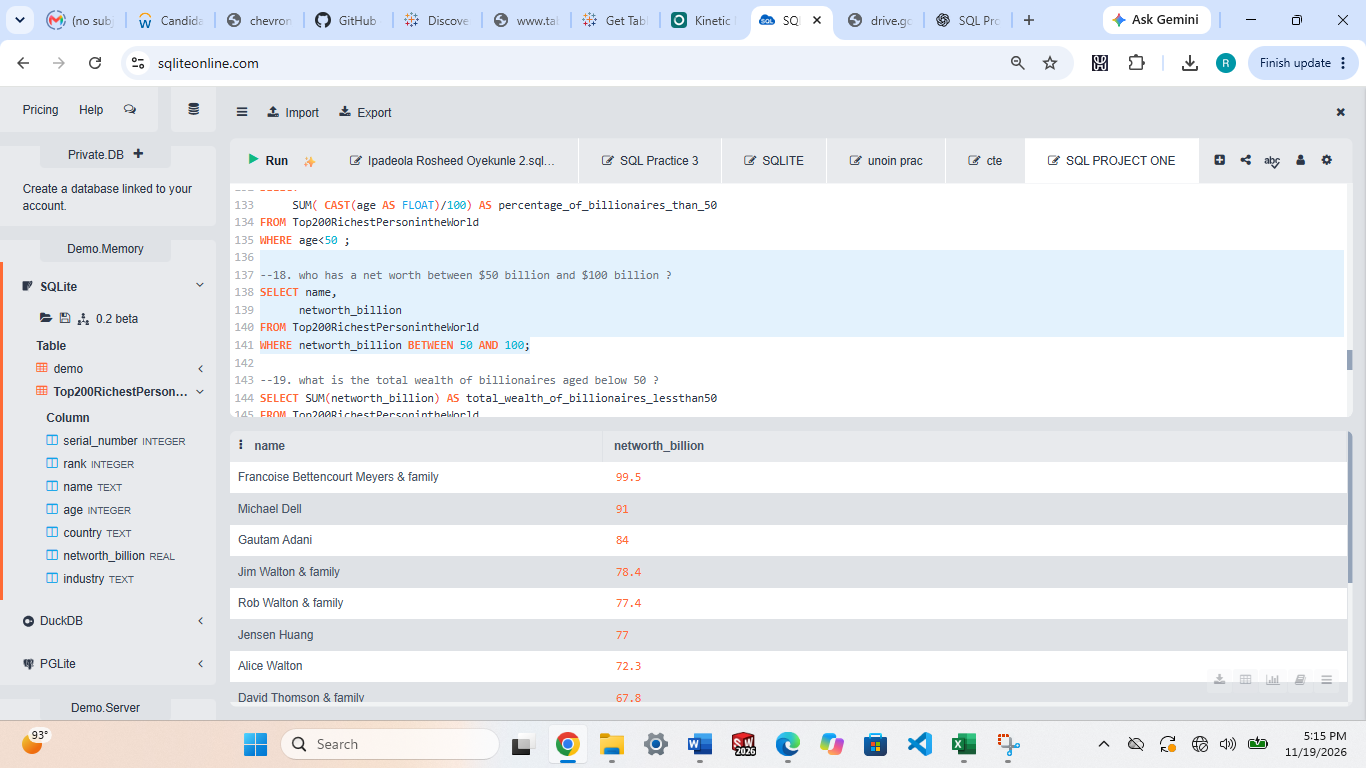 (no subj
Candida
chevron
GitHub
Discove
www.tab
Get Tabl
Kinetic
SQL
drive.go
SQL Pro
Ask Gemini
sqliteonline.com
R
Finish update
Pricing
Help
Import
Export
Private.DB
Run
Ipadeola Rosheed Oyekunle 2.sql...
SQL Practice 3
SQLITE
unoin prac
cte
SQL PROJECT ONE
abc
Create a database linked to your
account.
Demo.Memory
SQLite
0.2 beta
Table
demo
Top200RichestPerson...
Column
serial_number INTEGER
rank INTEGER
name TEXT
age INTEGER
country TEXT
networth_billion REAL
industry TEXT
DuckDB
PGLite
Demo.Server
133 SUM( CAST(age AS FLOAT)/100) AS percentage_of_billionaires_than_50
134 FROM Top200RichestPersonintheWorld
135 WHERE age<50 ;
136
137 --18. who has a net worth between $50 billion and $100 billion ?
138 SELECT name,
139 networth_billion
140 FROM Top200RichestPersonintheWorld
141 WHERE networth_billion BETWEEN 50 AND 100;
142
143 --19. what is the total wealth of billionaires aged below 50 ?
144 SELECT SUM(networth_billion) AS total_wealth_of_billionaires_lessthan50
145 FROM Top200RichestPersonintheWorld
name networth_billion
Francoise Bettencourt Meyers & family 99.5
Michael Dell 91
Gautam Adani 84
Jim Walton & family 78.4
Rob Walton & family 77.4
Jensen Huang 77
Alice Walton 72.3
David Thomson & family 67.8
93°
Search
SW
2026
5:15 PM
11/19/2026